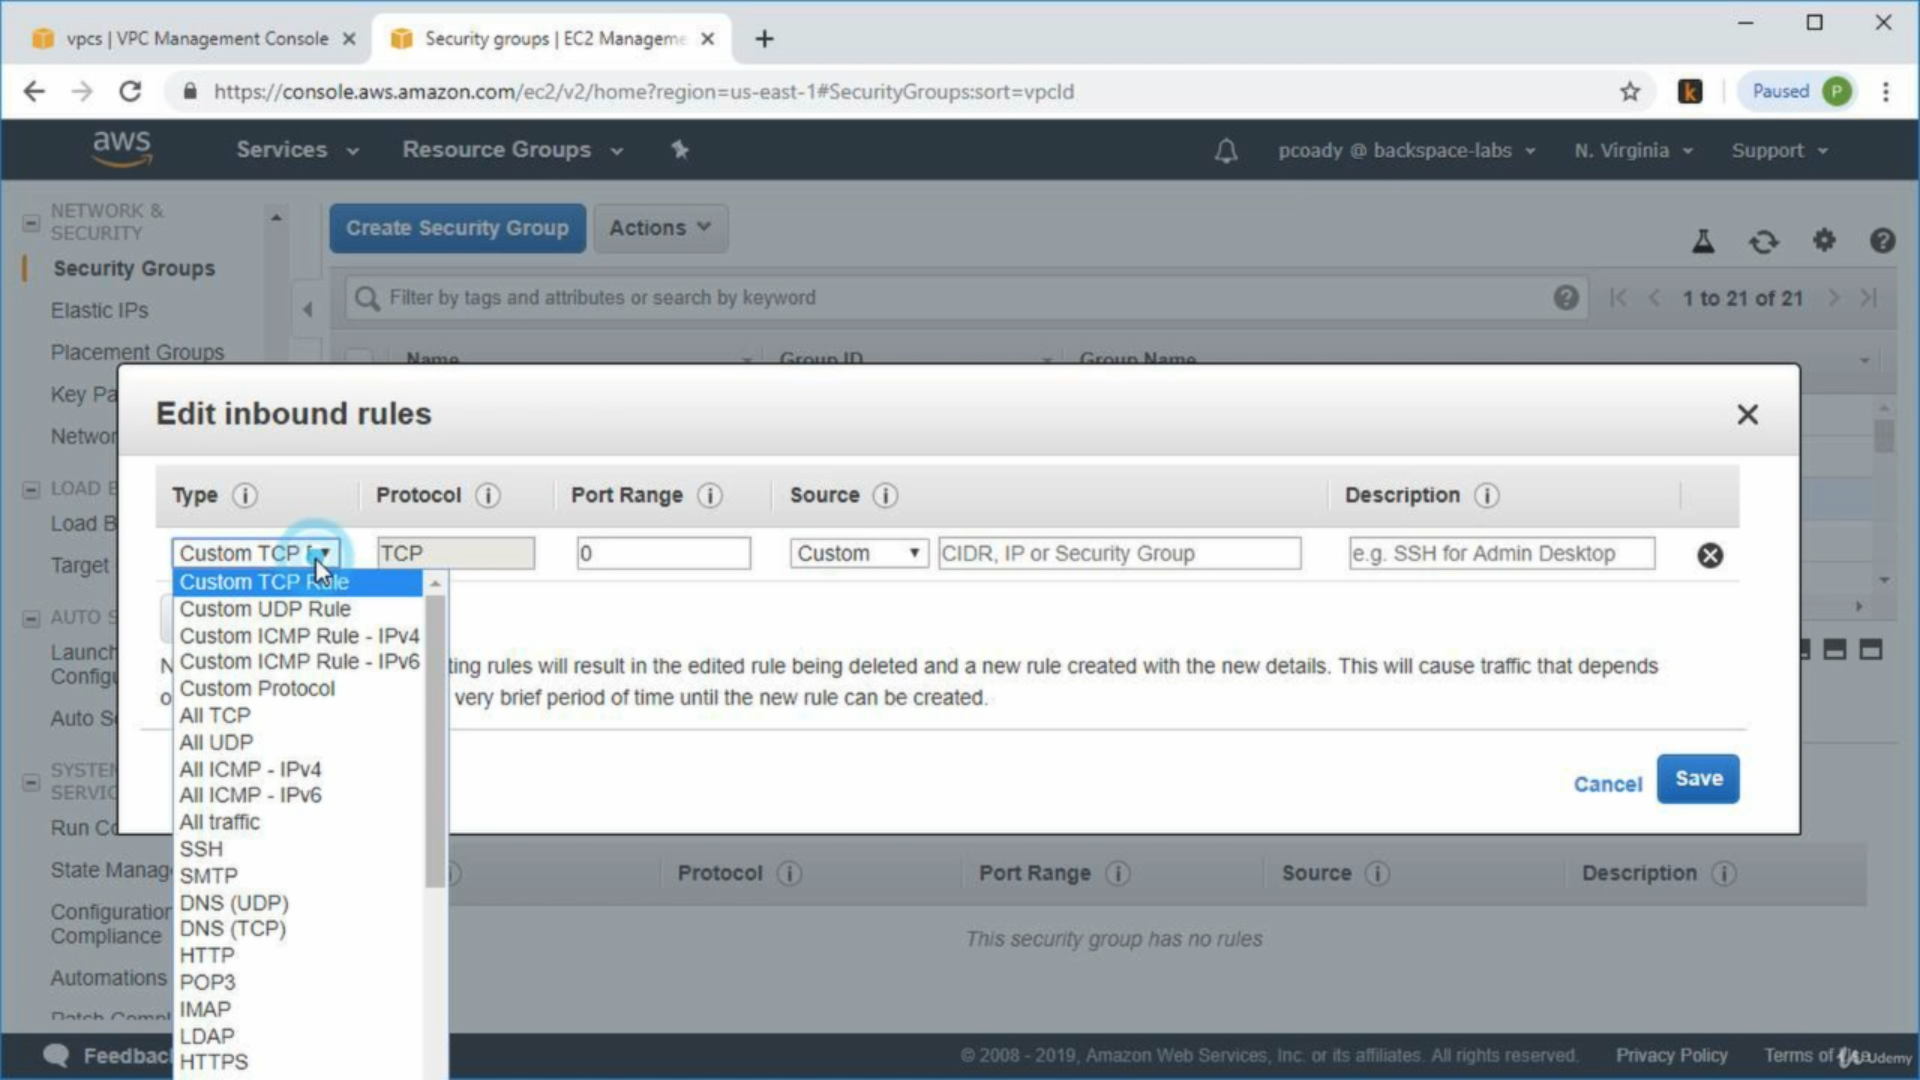 vpcs | VPC Management Console
Security groups | EC2 Manageme
https://console.aws.amazon.com/ec2/v2/home?region=us-east-1#SecurityGroups:sort=vpcId
Paused
P
aws
Services
Resource Groups
pcoady @ backspace-labs
N. Virginia
Support
NETWORK &
SECURITY
Security Groups
Elastic IPs
Placement Groups
Key Pa
Networ
LOAD B
Load B
Target
AUTO S
Launch
Configu
Auto Sc
SYSTEM
SERVIC
Run Co
State Manag
Configuration
Compliance
Automations
Patch Compl
Create Security Group
Actions
Filter by tags and attributes or search by keyword
1 to 21 of 21
Name
Group ID
Group Name
Edit inbound rules
Type
Protocol
Port Range
Source
Description
Custom TCP
TCP
0
Custom
CIDR, IP or Security Group
e.g. SSH for Admin Desktop
Custom TCP Rule
Custom UDP Rule
Custom ICMP Rule - IPv4
Custom ICMP Rule - IPv6
Custom Protocol
All TCP
All UDP
All ICMP - IPv4
All ICMP - IPv6
All traffic
SSH
SMTP
DNS (UDP)
DNS (TCP)
HTTP
POP3
IMAP
LDAP
HTTPS
N
ting rules will result in the edited rule being deleted and a new rule created with the new details. This will cause traffic that depends
o
very brief period of time until the new rule can be created.
Cancel
Save
Protocol
Port Range
Source
Description
This security group has no rules
Feedbac
© 2008 - 2019, Amazon Web Services, Inc. or its affiliates. All rights reserved.
Privacy Policy
Terms of Use
Udemy